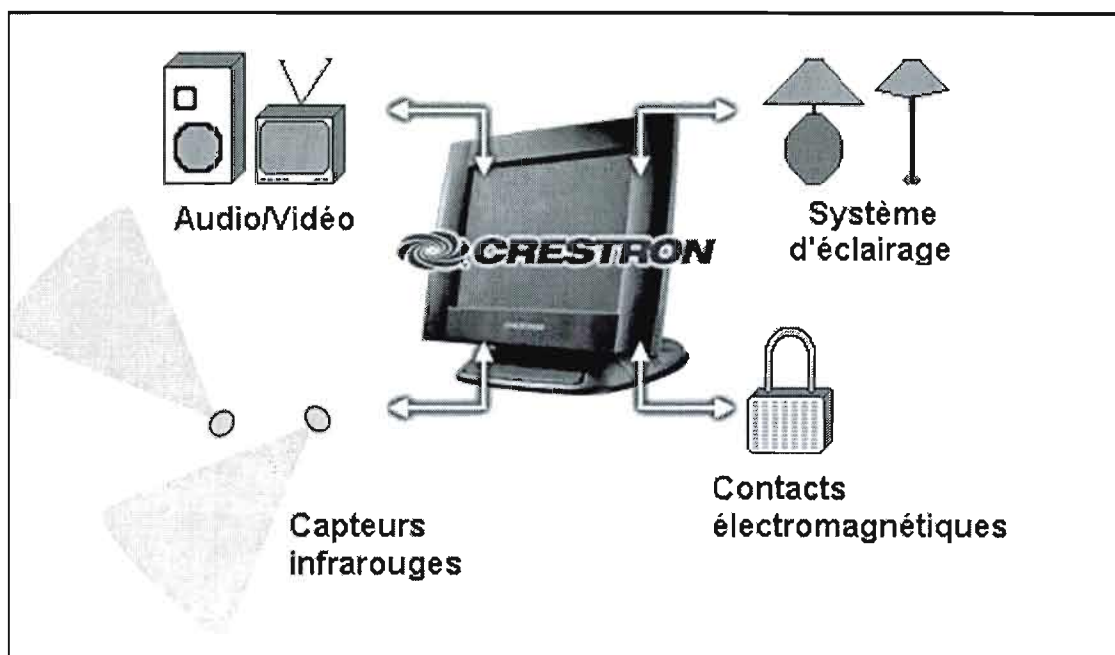 Audio/Vidéo
Système
d'éclairage
CRESTRON
Contacts
électromagnétiques
Capteurs
infrarouges